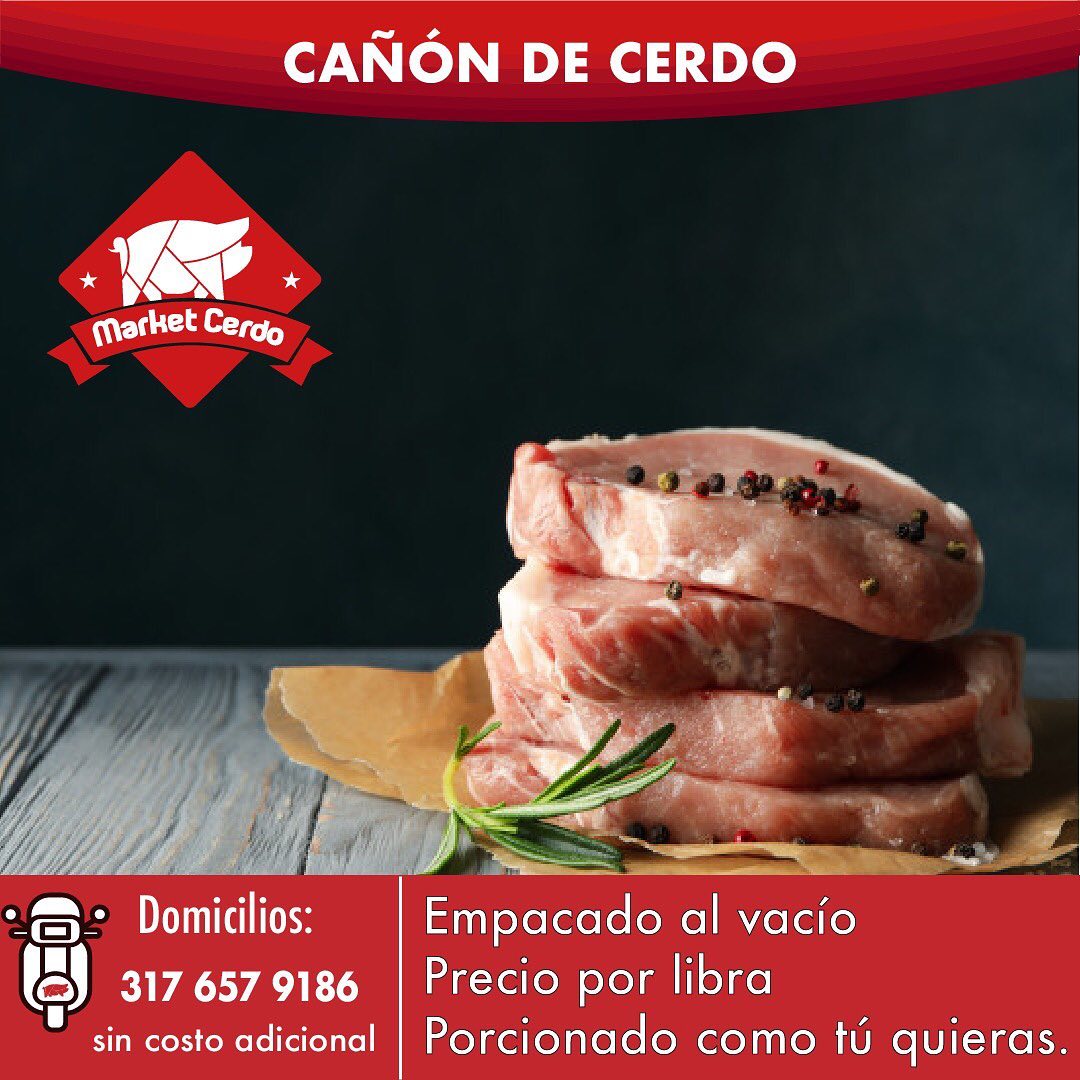 CAÑÓN DE CERDO
Market Cerdo
Domicilios:
317 657 9186
sin costo adicional
Empacado al vacío
Precio por libra
Porcionado como tú quieras.